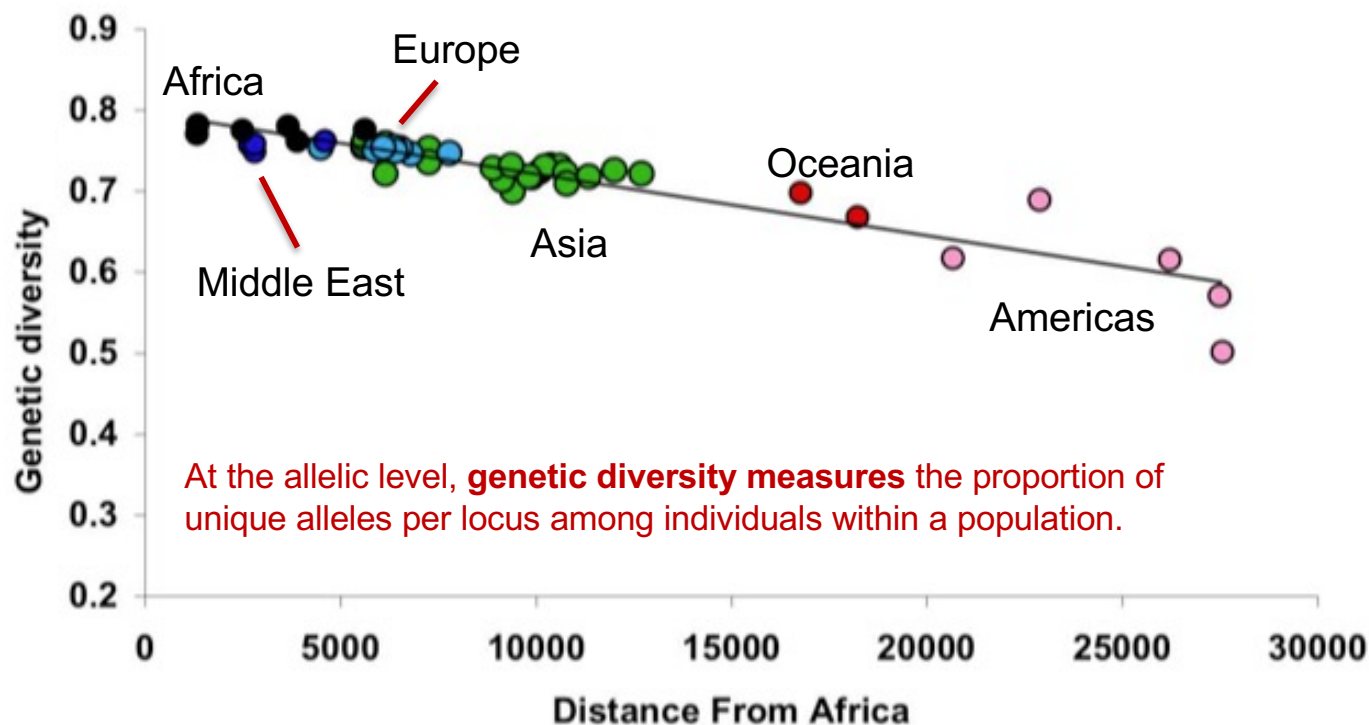 0.9
0.8
0.7
0.6
0.5
0.4
0.3
0.2
Genetic diversity
Africa
Europe
Middle East
Asia
Oceania
Americas
At the allelic level, genetic diversity measures the proportion of
unique alleles per locus among individuals within a population.
0 5000 10000 15000 20000 25000 30000
Distance From Africa